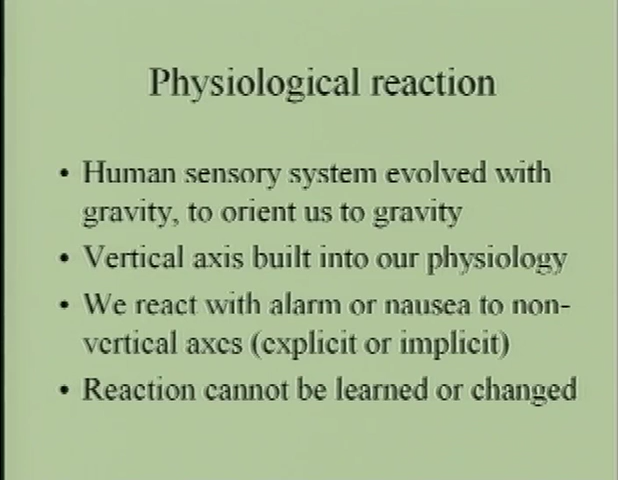 Physiological reaction
• Human sensory system evolved with
gravity, to orient us to gravity
• Vertical axis built into our physiology
• We react with alarm or nausea to non-
vertical axes (explicit or implicit)
• Reaction cannot be learned or changed